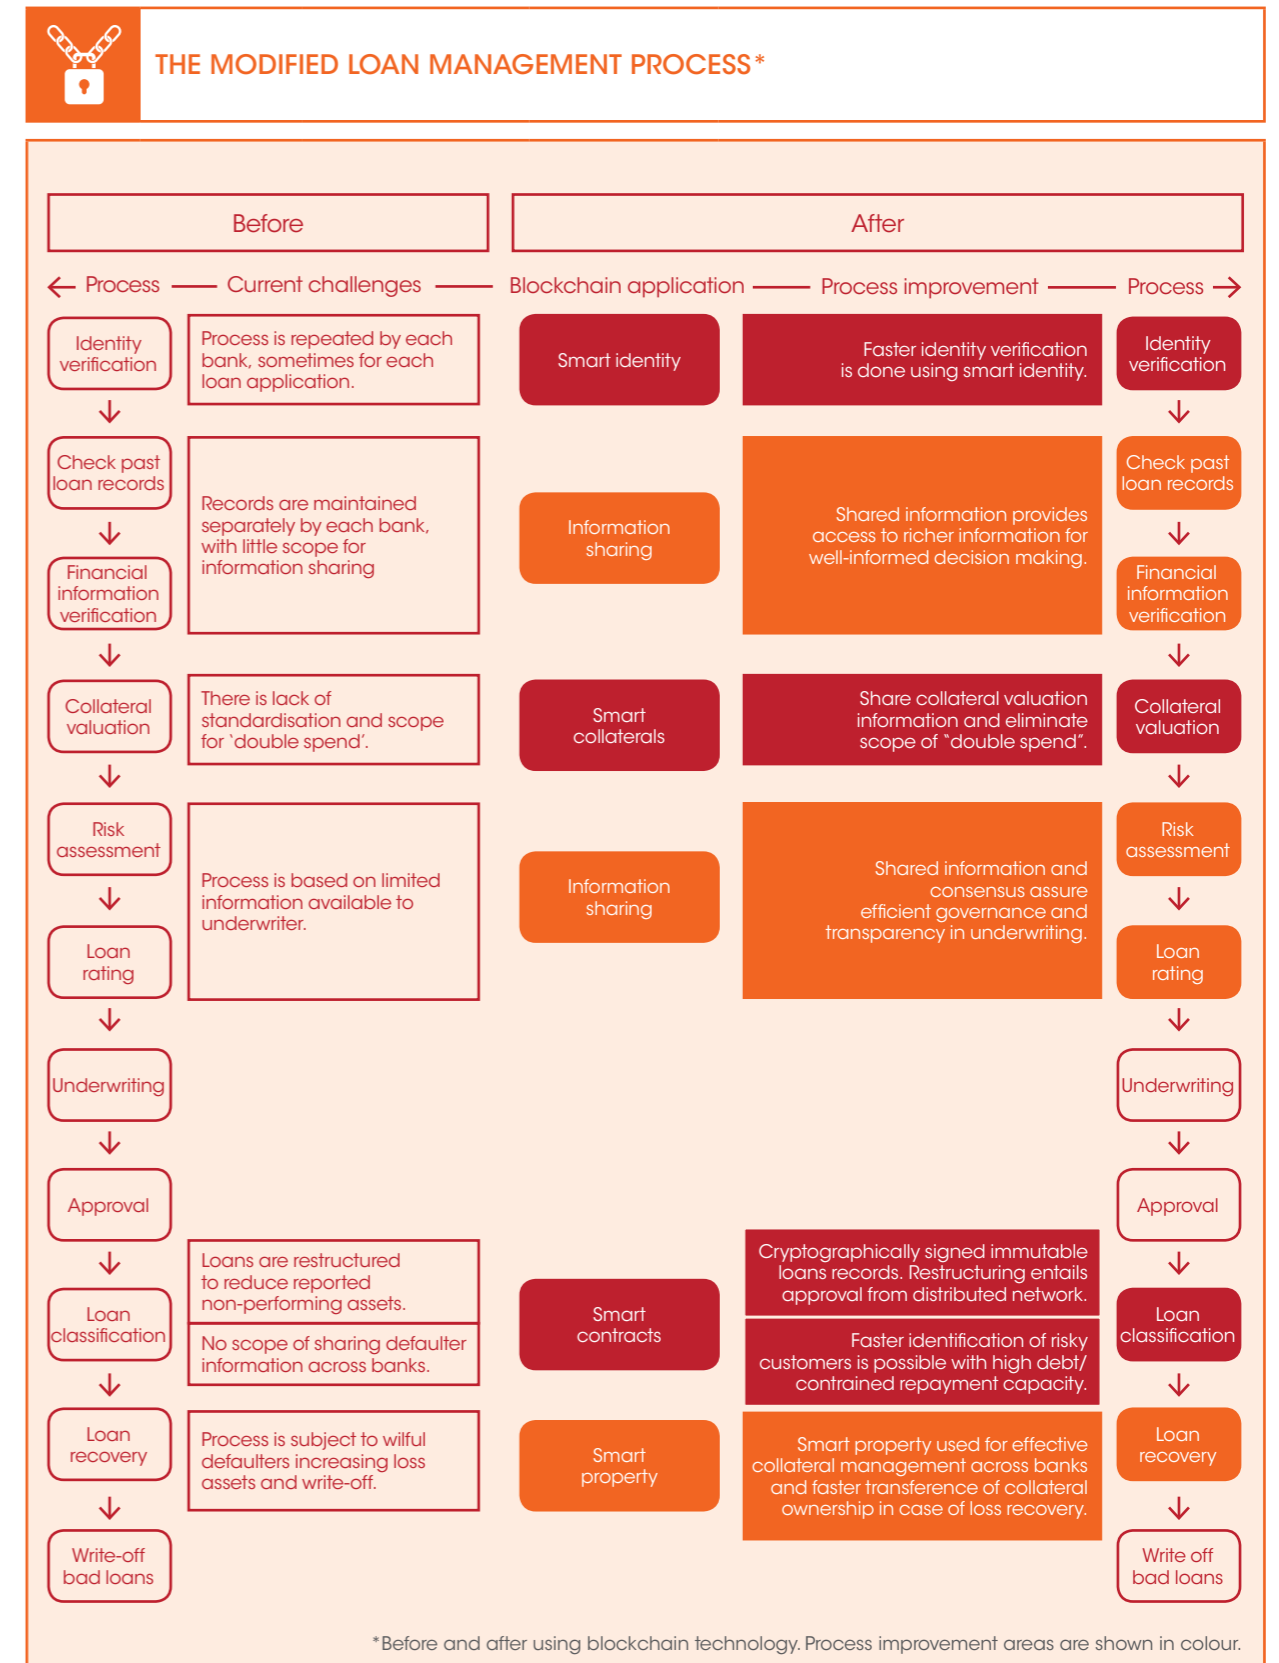 THE MODIFIED LOAN MANAGEMENT PROCESS*
Before
After
Process
Current challenges
Blockchain application
Process improvement
Process
Identity
verification
Process is repeated by each
bank, sometimes for each
loan application.
Smart identity
Faster identity verification
is done using smart identity.
Identity
verification
Check past
loan records
Financial
information
verification
Records are maintained
separately by each bank,
with little scope for
information sharing
Information
sharing
Shared information provides
access to richer information for
well-informed decision making.
Check past
loan records
Financial
information
verification
Collateral
valuation
There is lack of
standardisation and scope
for ‘double spend’.
Smart
collaterals
Share collateral valuation
information and eliminate
scope of “double spend”.
Collateral
valuation
Risk
assessment
Loan
rating
Process is based on limited
information available to
underwriter.
Information
sharing
Shared information and
consensus assure
efficient governance and
transparency in underwriting.
Risk
assessment
Loan
rating
Underwriting
Underwriting
Approval
Approval
Loan
classification
Loans are restructured
to reduce reported
non-performing assets.
No scope of sharing defaulter
information across banks.
Smart
contracts
Cryptographically signed immutable
loans records. Restructuring entails
approval from distributed network.
Faster identification of risky
customers is possible with high debt/
contrained repayment capacity.
Loan
classification
Loan
recovery
Process is subject to wilful
defaulters increasing loss
assets and write-off.
Smart
property
Smart property used for effective
collateral management across banks
and faster transference of collateral
ownership in case of loss recovery.
Loan
recovery
Write-off
bad loans
Write off
bad loans
*Before and after using blockchain technology. Process improvement areas are shown in colour.